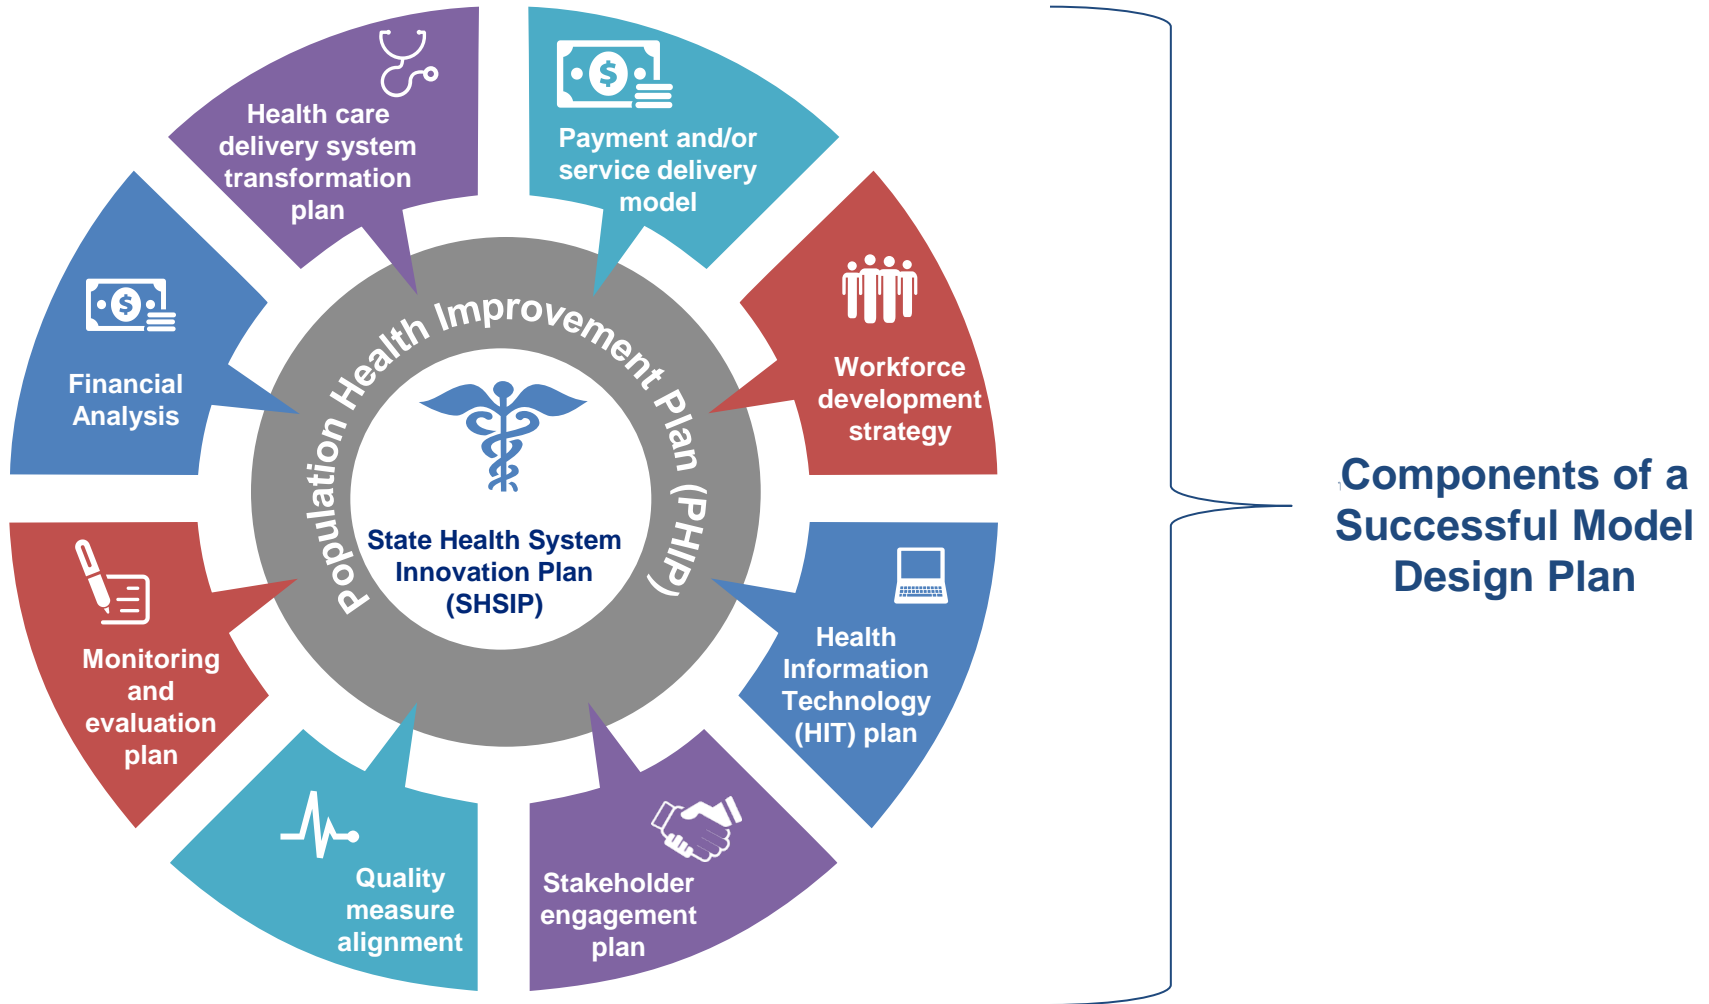 Health care
delivery system
transformation
plan
Payment and/or
service delivery
model
Workforce
development
strategy
Health
Information
Technology
(HIT) plan
Stakeholder
engagement
plan
Quality
measure
alignment
Monitoring
and
evaluation
plan
Financial
Analysis
Population Health Improvement Plan (PHIP)
State Health System
Innovation Plan
(SHSIP)
Components of a
Successful Model
Design Plan